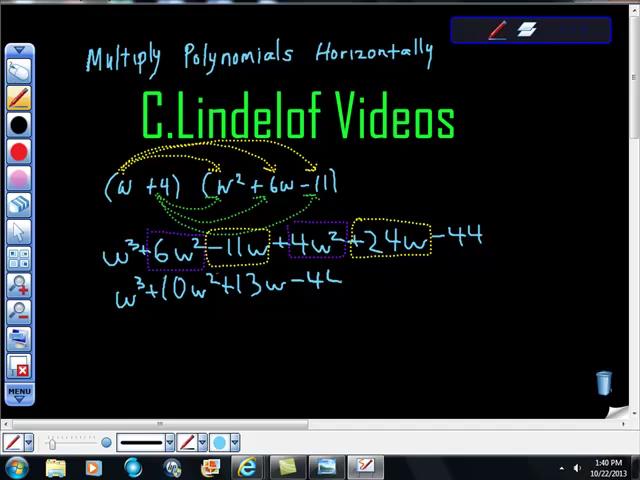 Multiply Polynomials Horizontally
C.Lindelof Videos
(w +4) (w² + 6w - 11)
w³+6w²-11w+4w²+24w-44
w³+10w²+13w-44
MENU
1:40 PM
10/22/2013